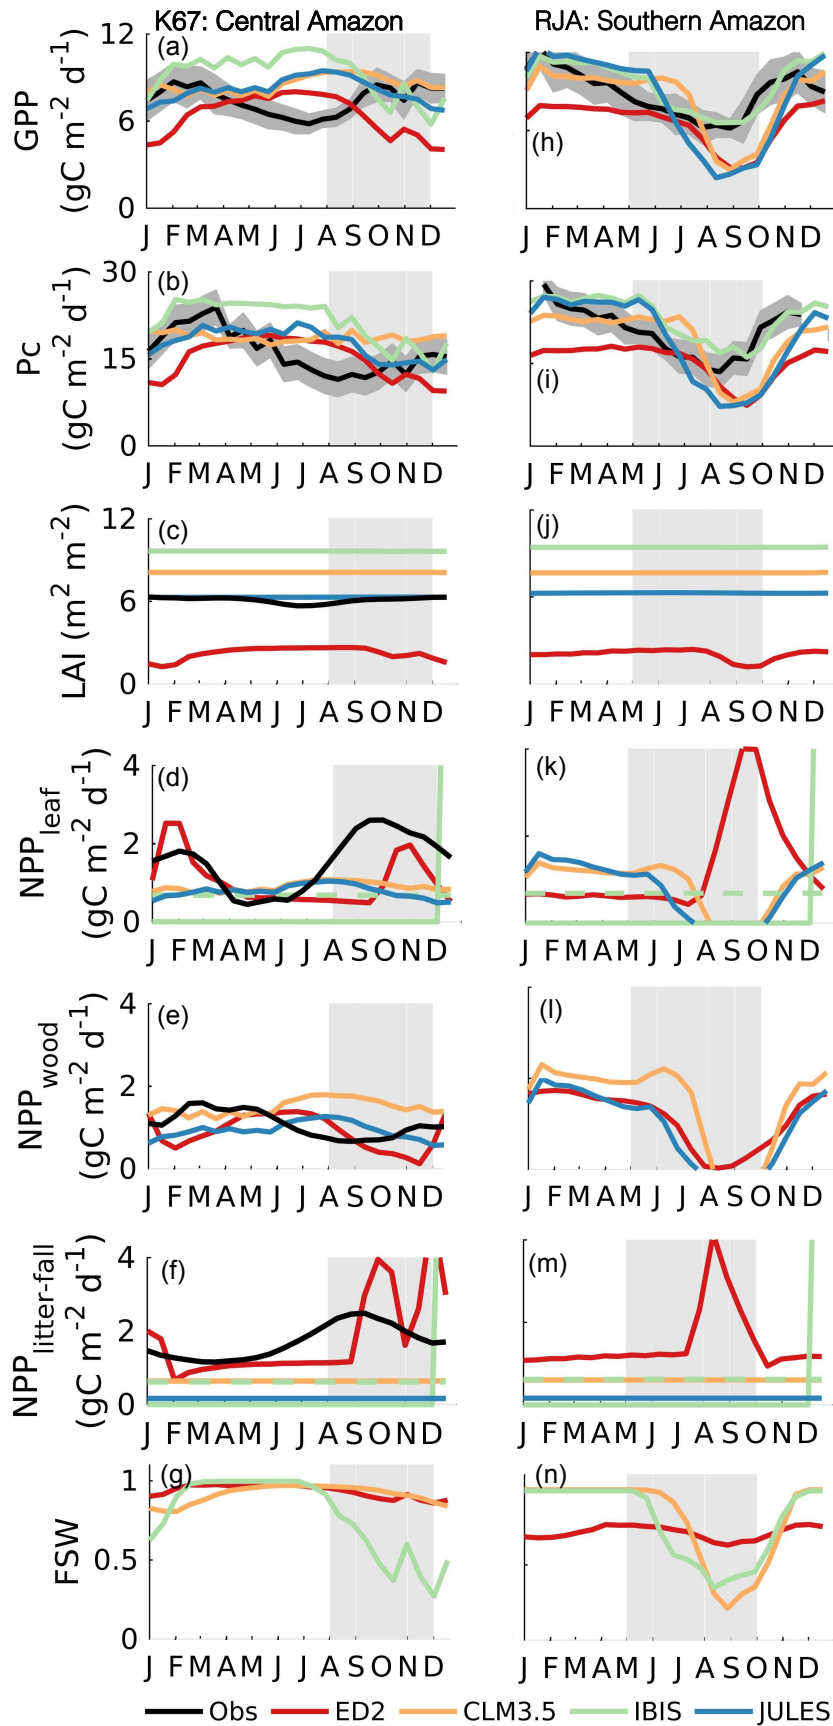 K67: Central Amazon
RJA: Southern Amazon
12
6
0
GPP
(gC m-2 d-1)
(a)
(h)
J F M A M J J A S O N D
J F M A M J J A S O N D
30
15
0
Pc
(gC m-2 d-1)
(b)
(i)
J F M A M J J A S O N D
J F M A M J J A S O N D
12
6
0
LAI (m2 m-2)
(c)
(j)
J F M A M J J A S O N D
J F M A M J J A S O N D
4
2
0
NPPleaf
(gC m-2 d-1)
(d)
(k)
J F M A M J J A S O N D
J F M A M J J A S O N D
4
2
0
NPPwood
(gC m-2 d-1)
(e)
(l)
J F M A M J J A S O N D
J F M A M J J A S O N D
4
2
0
NPPlitter-fall
(gC m-2 d-1)
(f)
(m)
J F M A M J J A S O N D
J F M A M J J A S O N D
1
0.5
0
FSW
(g)
(n)
J F M A M J J A S O N D
J F M A M J J A S O N D
Obs ED2 CLM3.5 IBIS JULES